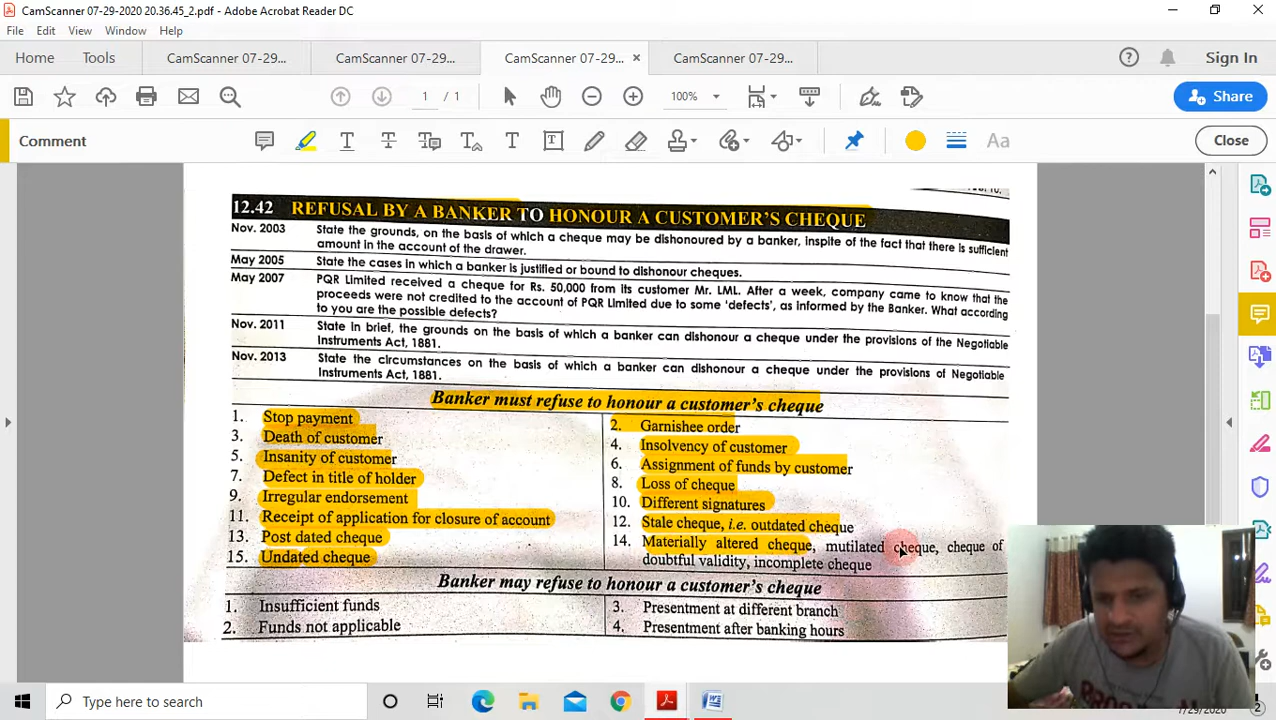 CamScanner 07-29-2020 20.36.45_2.pdf - Adobe Acrobat Reader DC
File Edit View Window Help
Home Tools CamScanner 07-29... CamScanner 07-29... CamScanner 07-29... × CamScanner 07-29... Sign In
1 / 1 100% Share
Comment Close
12.42 REFUSAL BY A BANKER TO HONOUR A CUSTOMER'S CHEQUE
Nov. 2003 State the grounds, on the basis of which a cheque may be dishonoured by a banker, inspite of the fact that there is sufficient
amount in the account of the drawer.
May 2005 State the cases in which a banker is justified or bound to dishonour cheques.
May 2007 PQR Limited received a cheque for Rs. 50,000 from its customer Mr. LML. After a week, company came to know that the
proceeds were not credited to the account of PQR Limited due to some 'defects', as informed by the Banker. What according
to you are the possible defects?
Nov. 2011 State in brief, the grounds on the basis of which a banker can dishonour a cheque under the provisions of the Negotiable
Instruments Act, 1881.
Nov. 2013 State the circumstances on the basis of which a banker can dishonour a cheque under the provisions of Negotiable
Instruments Act, 1881.
Banker must refuse to honour a customer's cheque
1. Stop payment 2. Garnishee order
3. Death of customer 4. Insolvency of customer
5. Insanity of customer 6. Assignment of funds by customer
7. Defect in title of holder 8. Loss of cheque
9. Irregular endorsement 10. Different signatures
11. Receipt of application for closure of account 12. Stale cheque, i.e. outdated cheque
13. Post dated cheque 14. Materially altered cheque, mutilated cheque, cheque of
15. Undated cheque doubtful validity, incomplete cheque
Banker may refuse to honour a customer's cheque
1. Insufficient funds 3. Presentment at different branch
2. Funds not applicable 4. Presentment after banking hours
Type here to search
7/29/2020 2